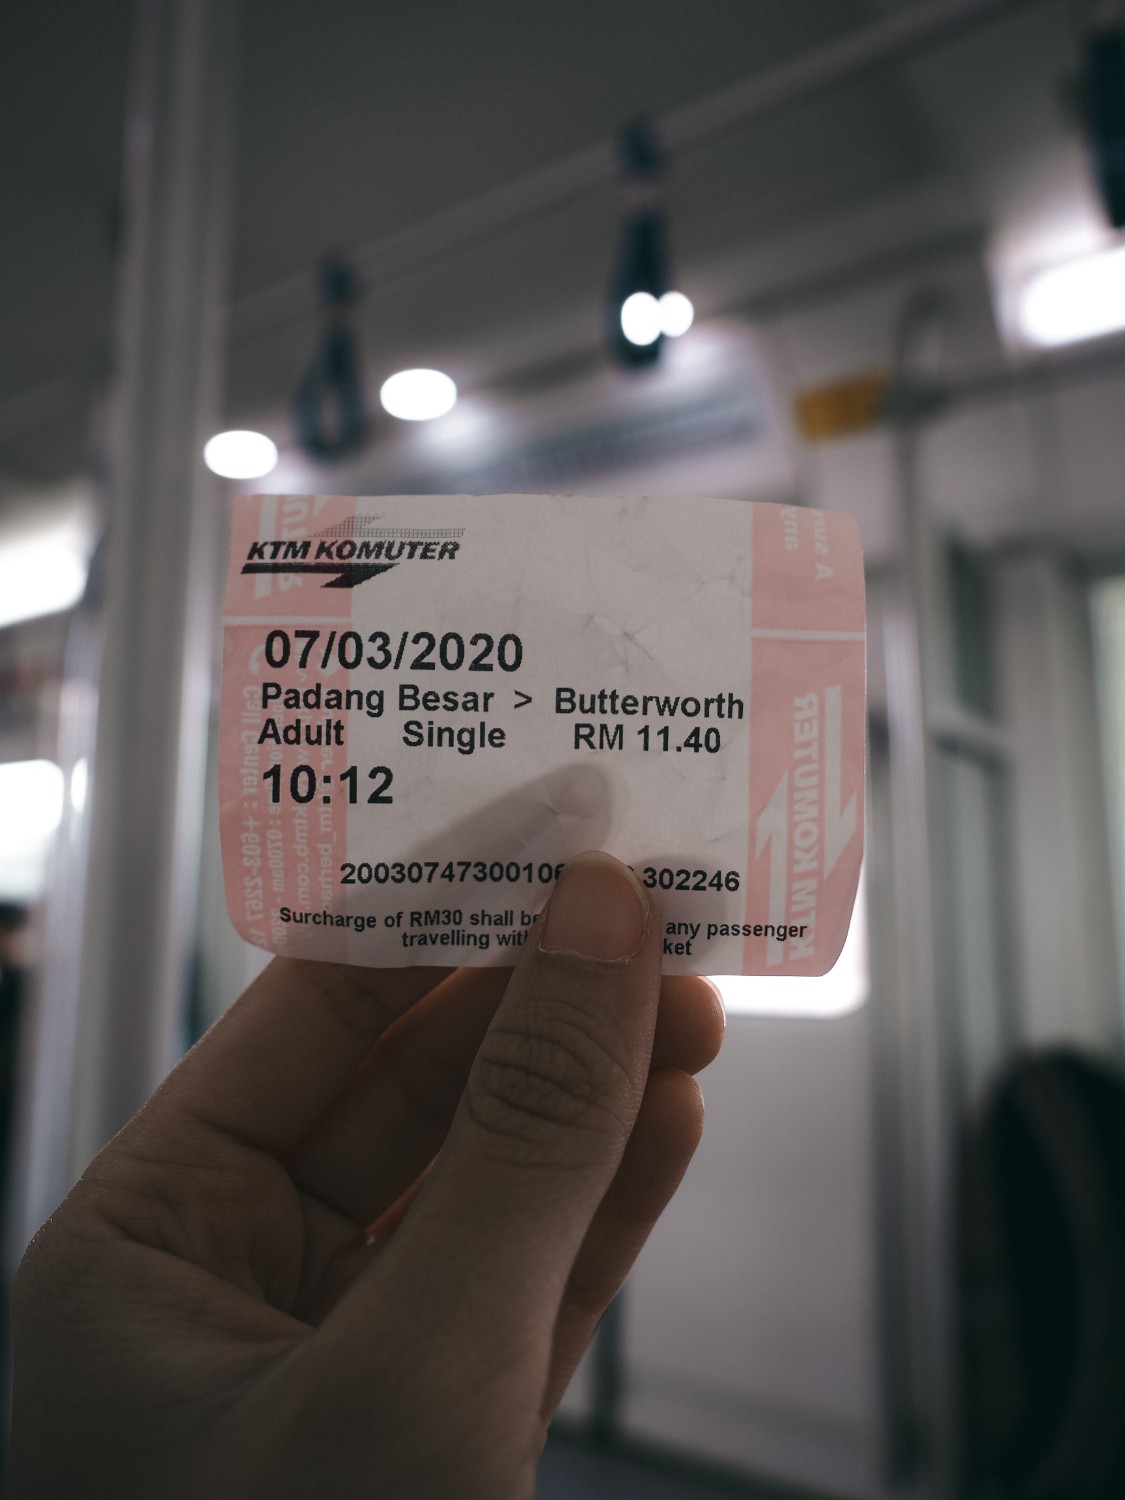 KTM KOMUTER
07/03/2020
Padang Besar > Butterworth
Adult Single RM 11.40
10:12
20030747300106 302246
Surcharge of RM30 shall be any passenger
travelling
KTM KOMUTER